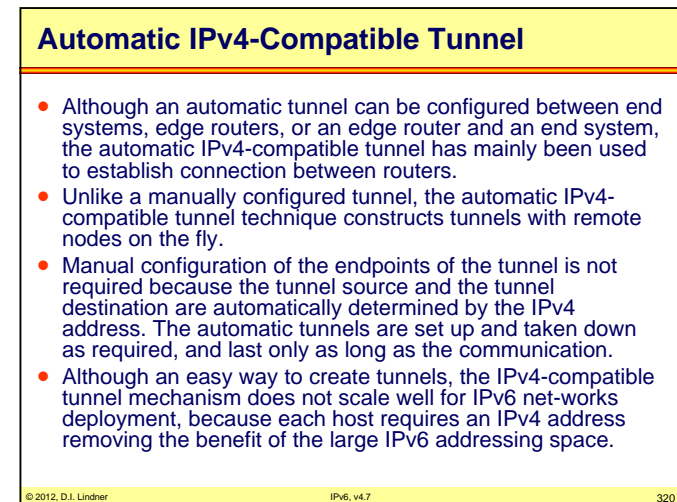 Automatic IPv4-Compatible Tunnel
• Although an automatic tunnel can be configured between end
systems, edge routers, or an edge router and an end system,
the automatic IPv4-compatible tunnel has mainly been used
to establish connection between routers.
• Unlike a manually configured tunnel, the automatic IPv4-
compatible tunnel technique constructs tunnels with remote
nodes on the fly.
• Manual configuration of the endpoints of the tunnel is not
required because the tunnel source and the tunnel
destination are automatically determined by the IPv4
address. The automatic tunnels are set up and taken down
as required, and last only as long as the communication.
• Although an easy way to create tunnels, the IPv4-compatible
tunnel mechanism does not scale well for IPv6 net-works
deployment, because each host requires an IPv4 address
removing the benefit of the large IPv6 addressing space.
© 2012, D.I. Lindner IPv6, v4.7 320